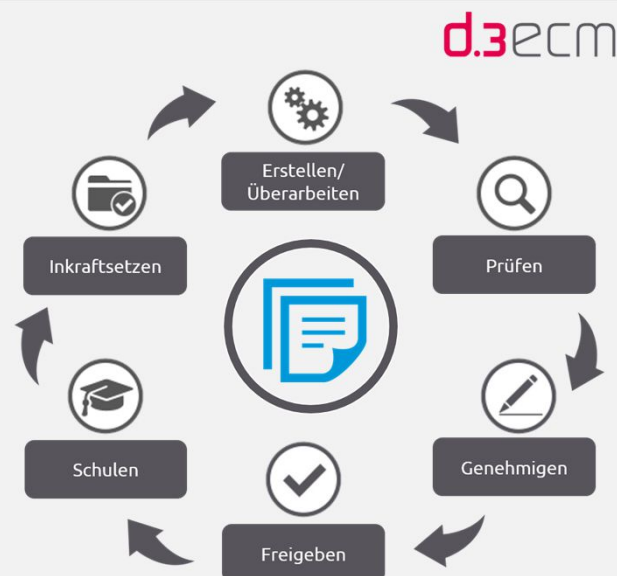 d.3ecm
Erstellen/
Überarbeiten
Prüfen
Genehmigen
Freigeben
Schulen
Inkraftsetzen